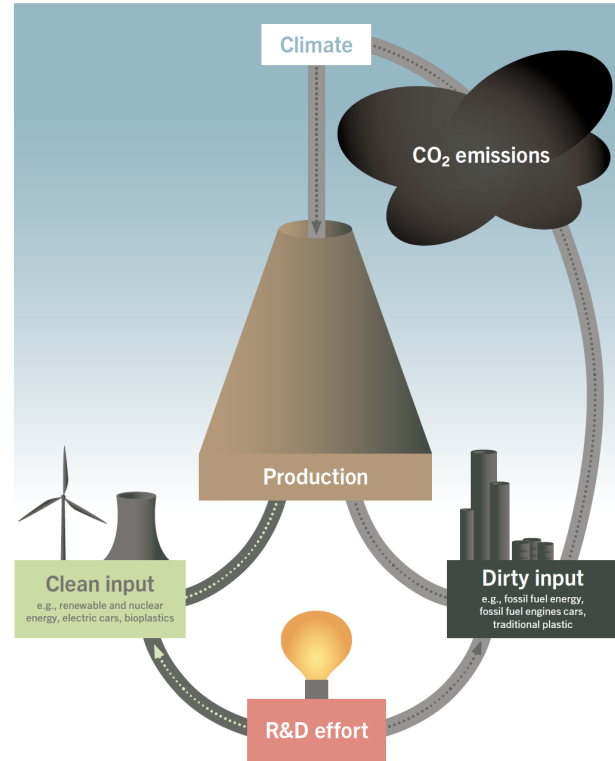 Climate
CO₂ emissions
Production
Clean input
e.g., renewable and nuclear
energy, electric cars, bioplastics
Dirty input
e.g., fossil fuel energy,
fossil fuel engines cars,
traditional plastic
R&D effort